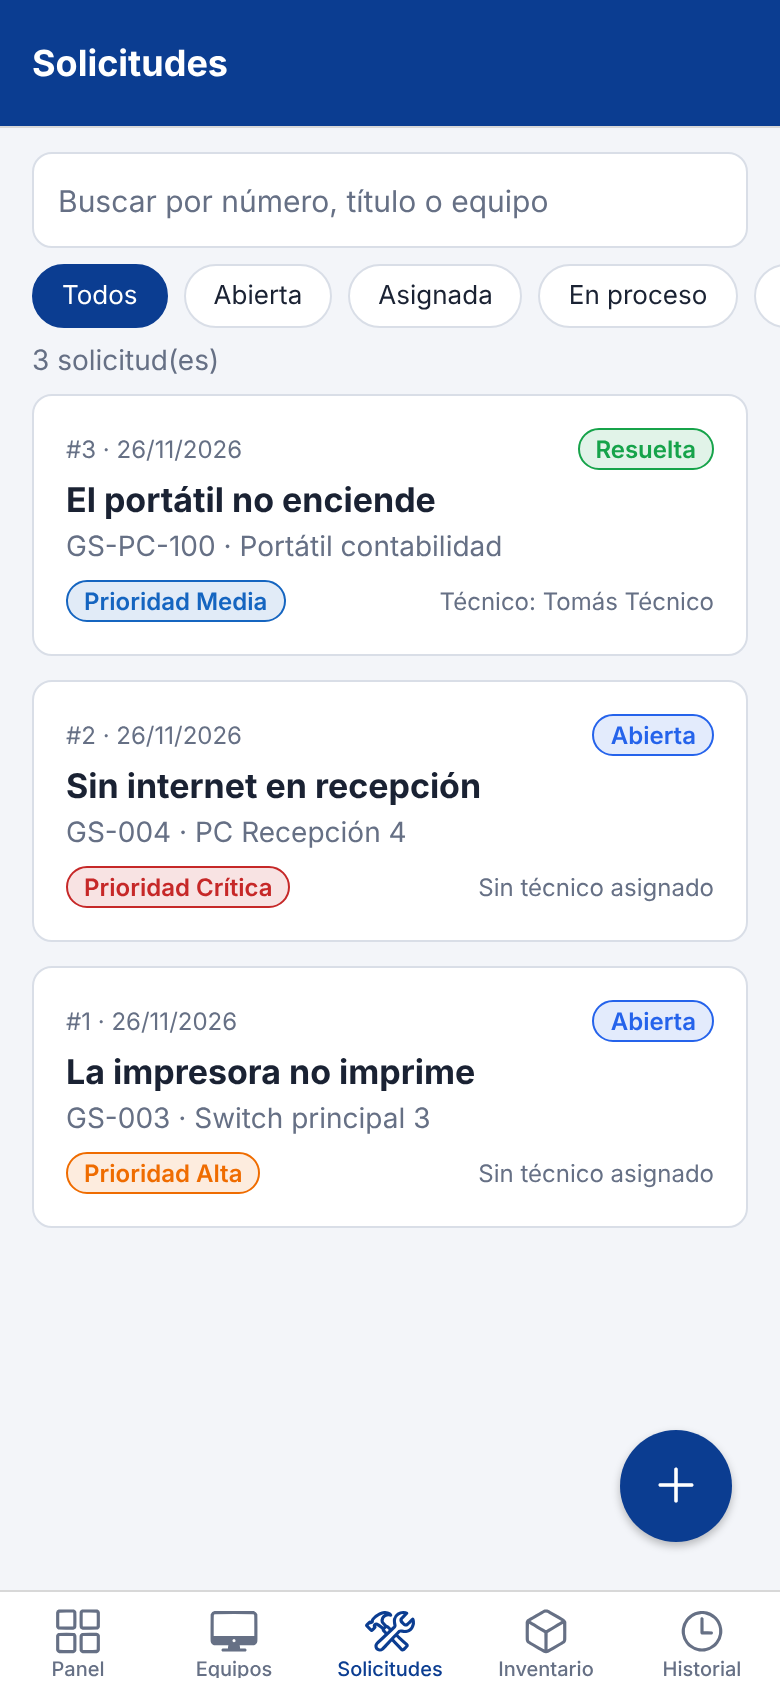 Solicitudes
Buscar por número, título o equipo
Todos
Abierta
Asignada
En proceso
3 solicitud(es)
#3 · 26/11/2026
Resuelta
El portátil no enciende
GS-PC-100 · Portátil contabilidad
Prioridad Media
Técnico: Tomás Técnico
#2 · 26/11/2026
Abierta
Sin internet en recepción
GS-004 · PC Recepción 4
Prioridad Crítica
Sin técnico asignado
#1 · 26/11/2026
Abierta
La impresora no imprime
GS-003 · Switch principal 3
Prioridad Alta
Sin técnico asignado
Panel
Equipos
Solicitudes
Inventario
Historial